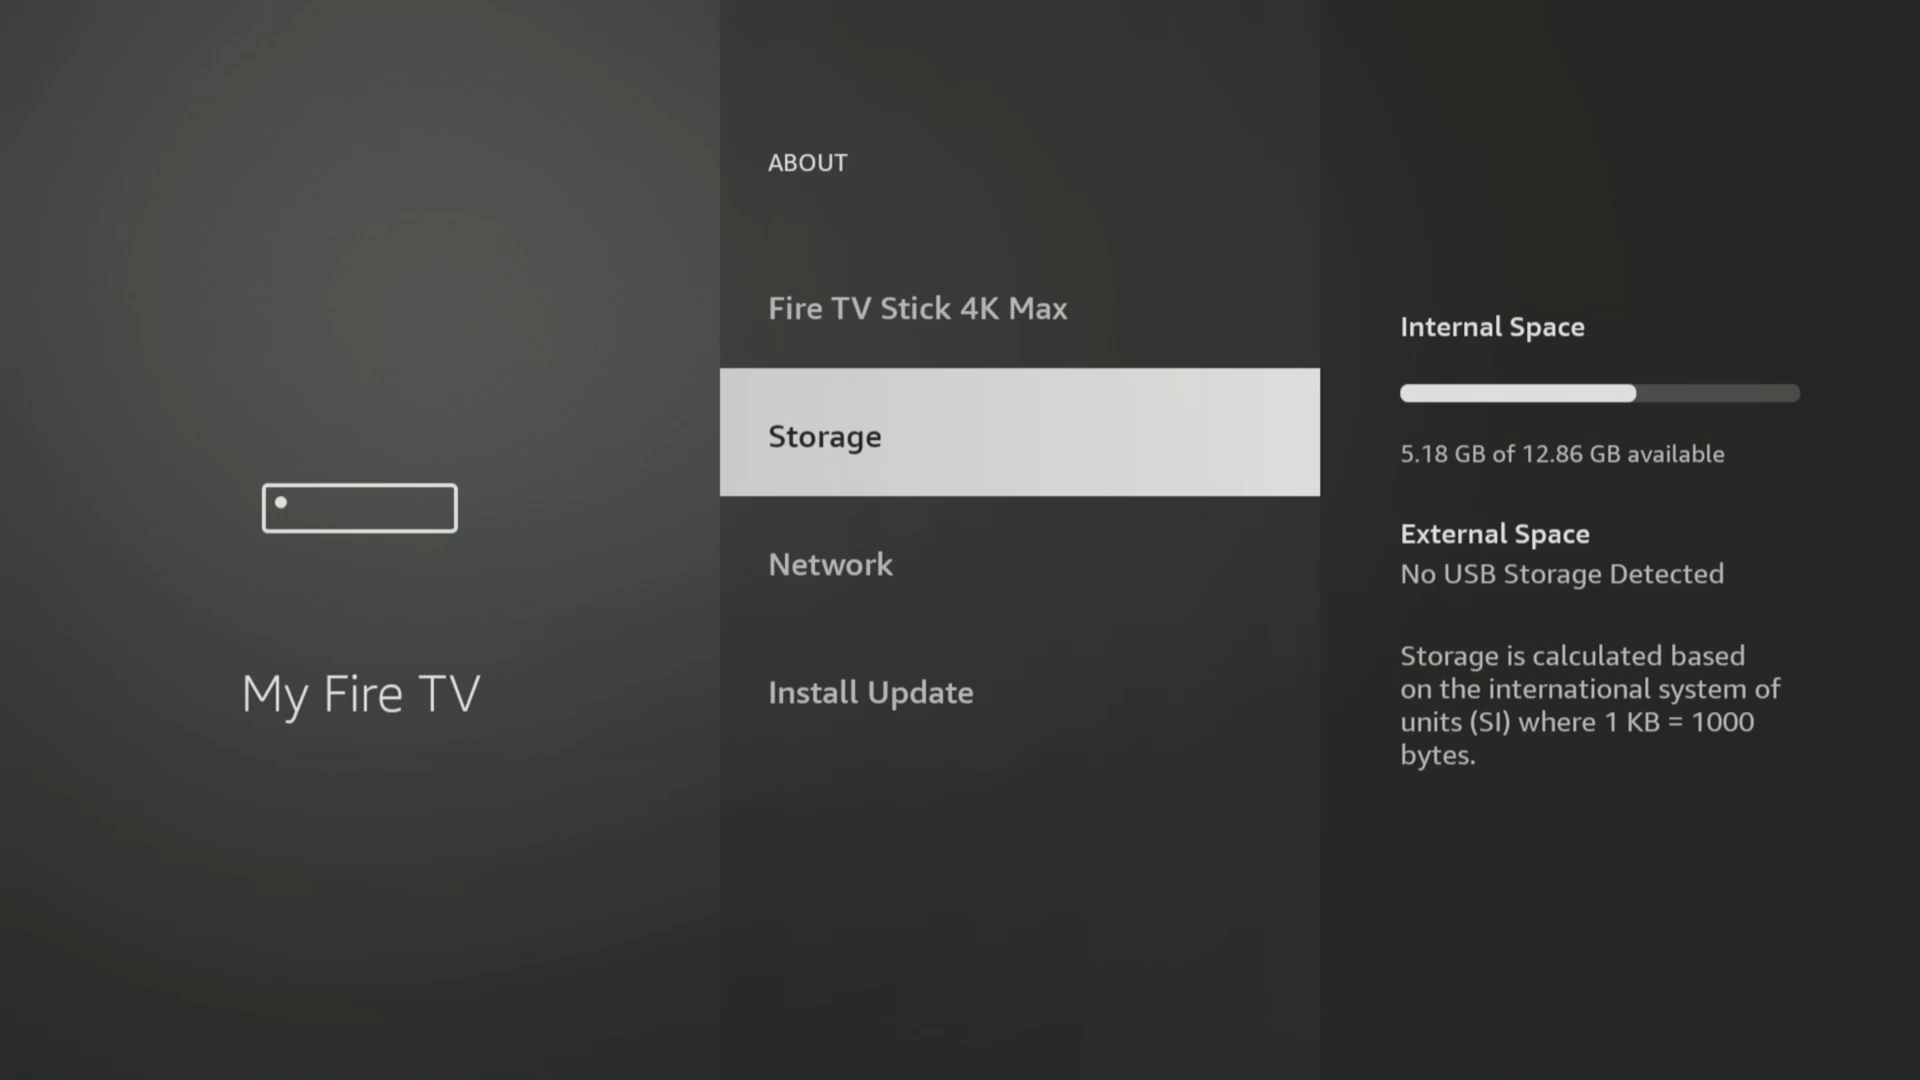 My Fire TV
ABOUT
Fire TV Stick 4K Max
Storage
Network
Install Update
Internal Space
5.18 GB of 12.86 GB available
External Space
No USB Storage Detected
Storage is calculated based
on the international system of
units (SI) where 1 KB = 1000
bytes.